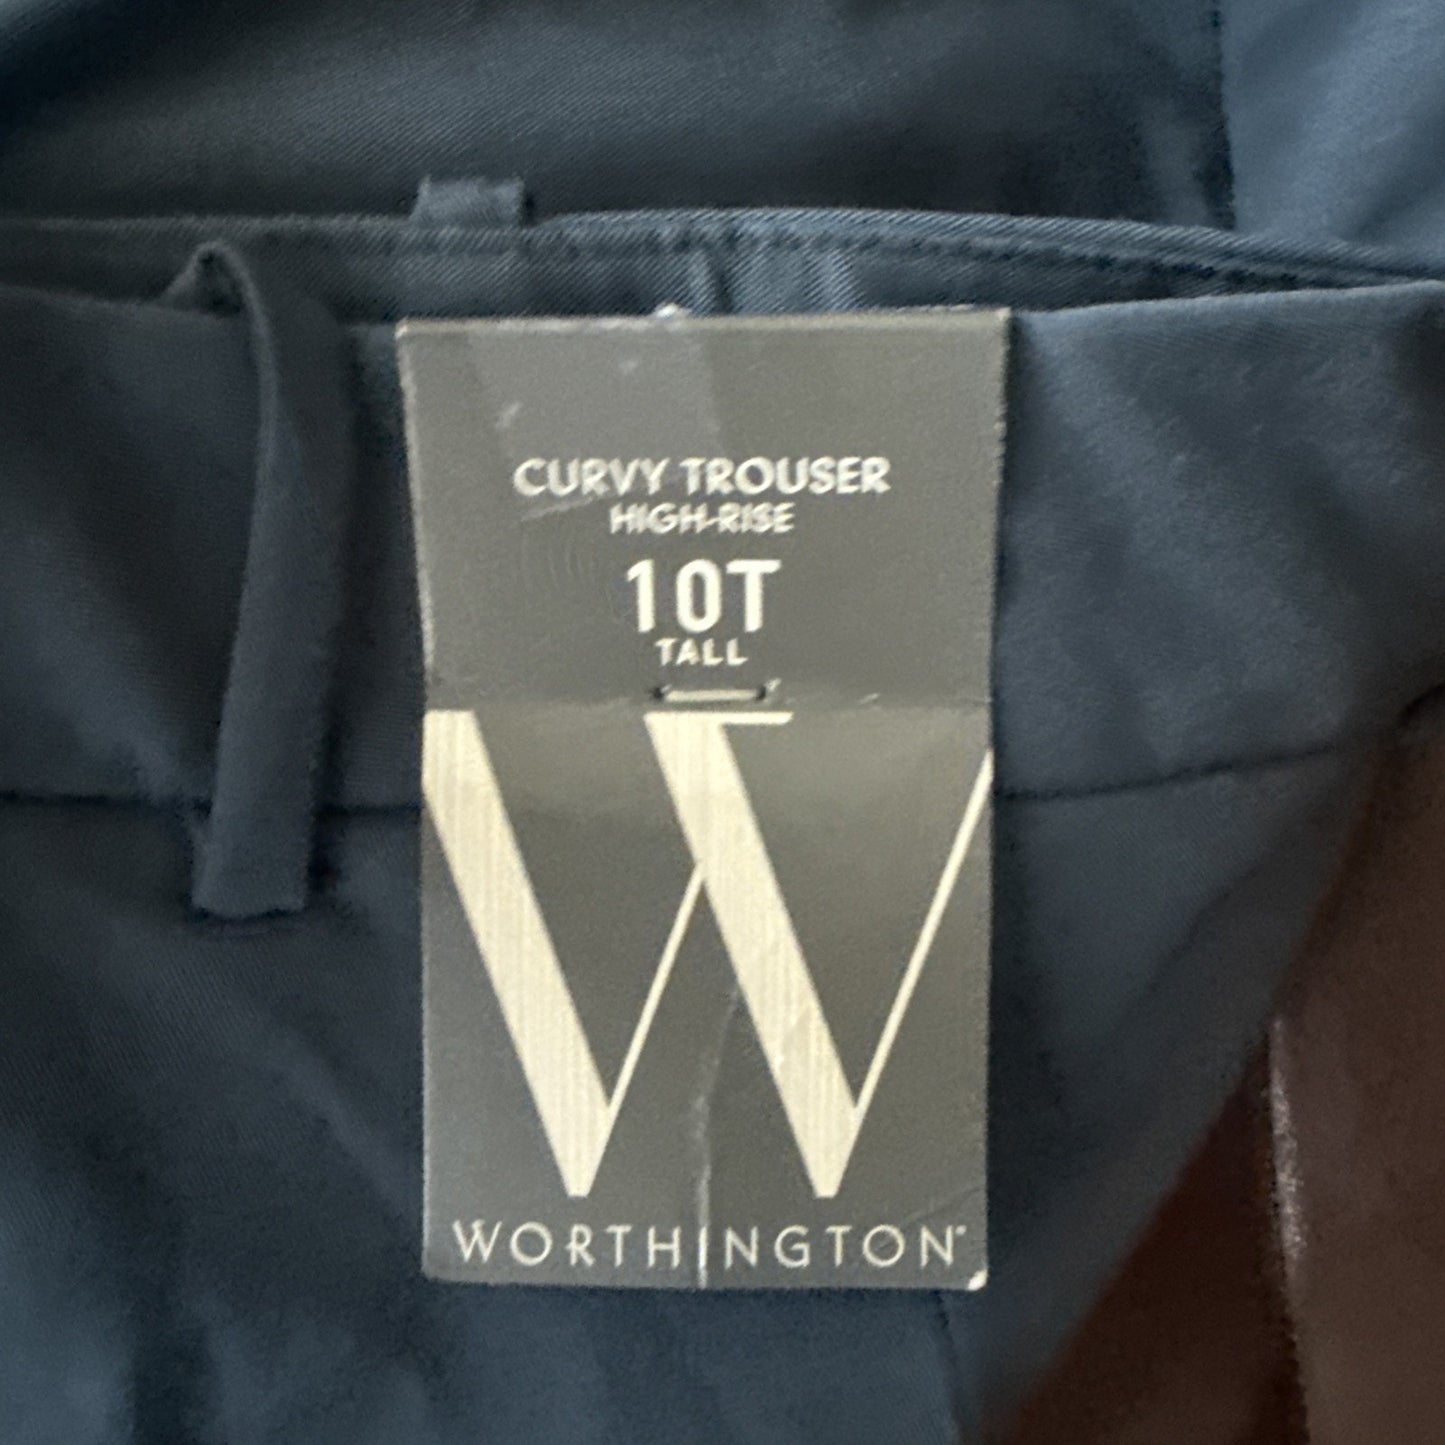 CURVY TROUSER
HIGH-RISE
10T
TALL
W
WORTHINGTON®